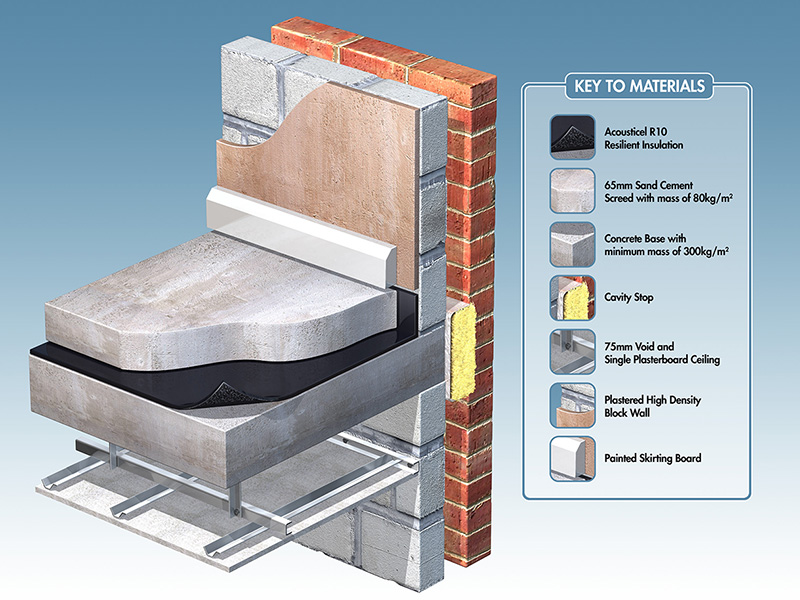 KEY TO MATERIALS
Acousticel R10
Resilient Insulation
65mm Sand Cement
Screed with mass of 80kg/m²
Concrete Base with
minimum mass of 300kg/m²
Cavity Stop
75mm Void and
Single Plasterboard Ceiling
Plastered High Density
Block Wall
Painted Skirting Board